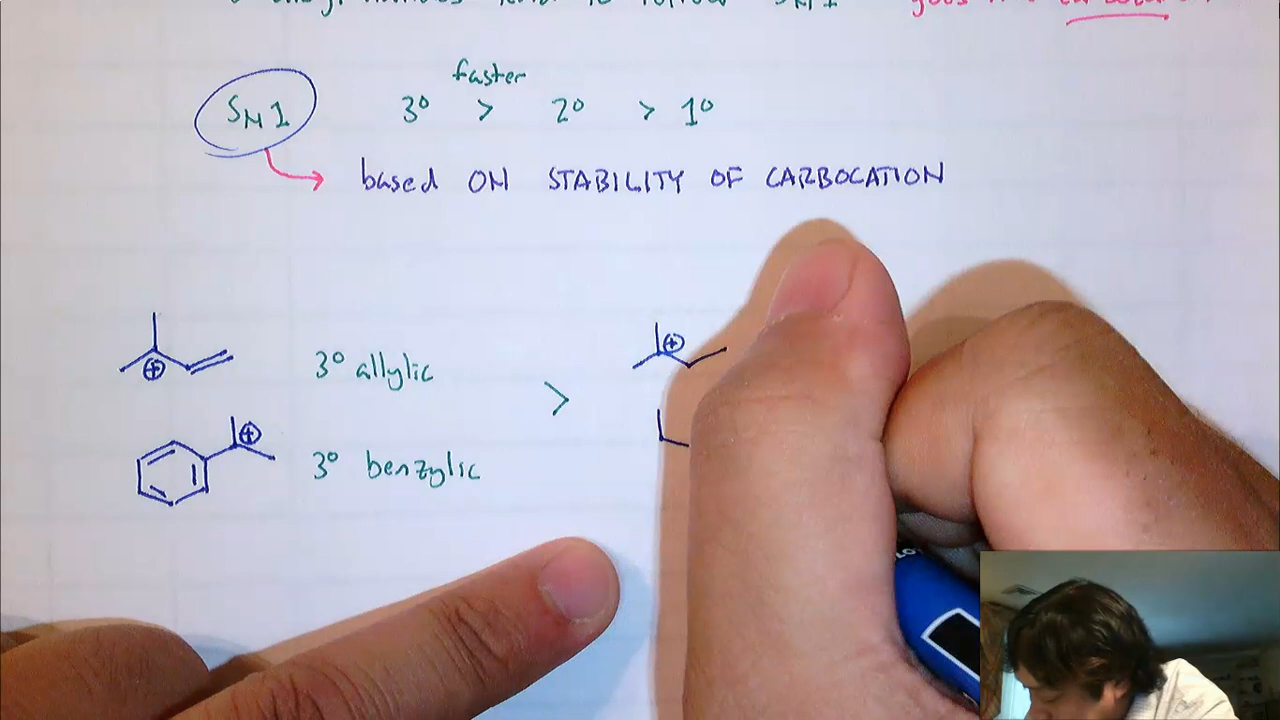 faster
SN1 3° > 2° > 1°
based ON STABILITY OF CARBOCATION
3° allylic
>
3° benzylic